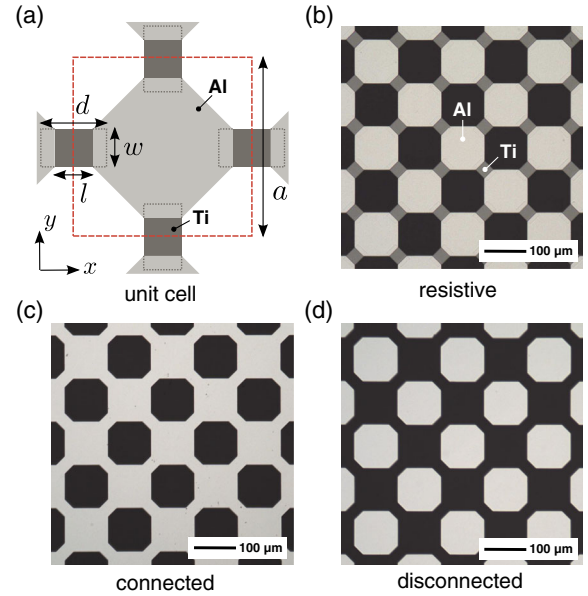 (a)
Al
d
w
l
a
Ti
y
x
unit cell
(b)
Al
Ti
100 μm
resistive
(c)
100 μm
connected
(d)
100 μm
disconnected